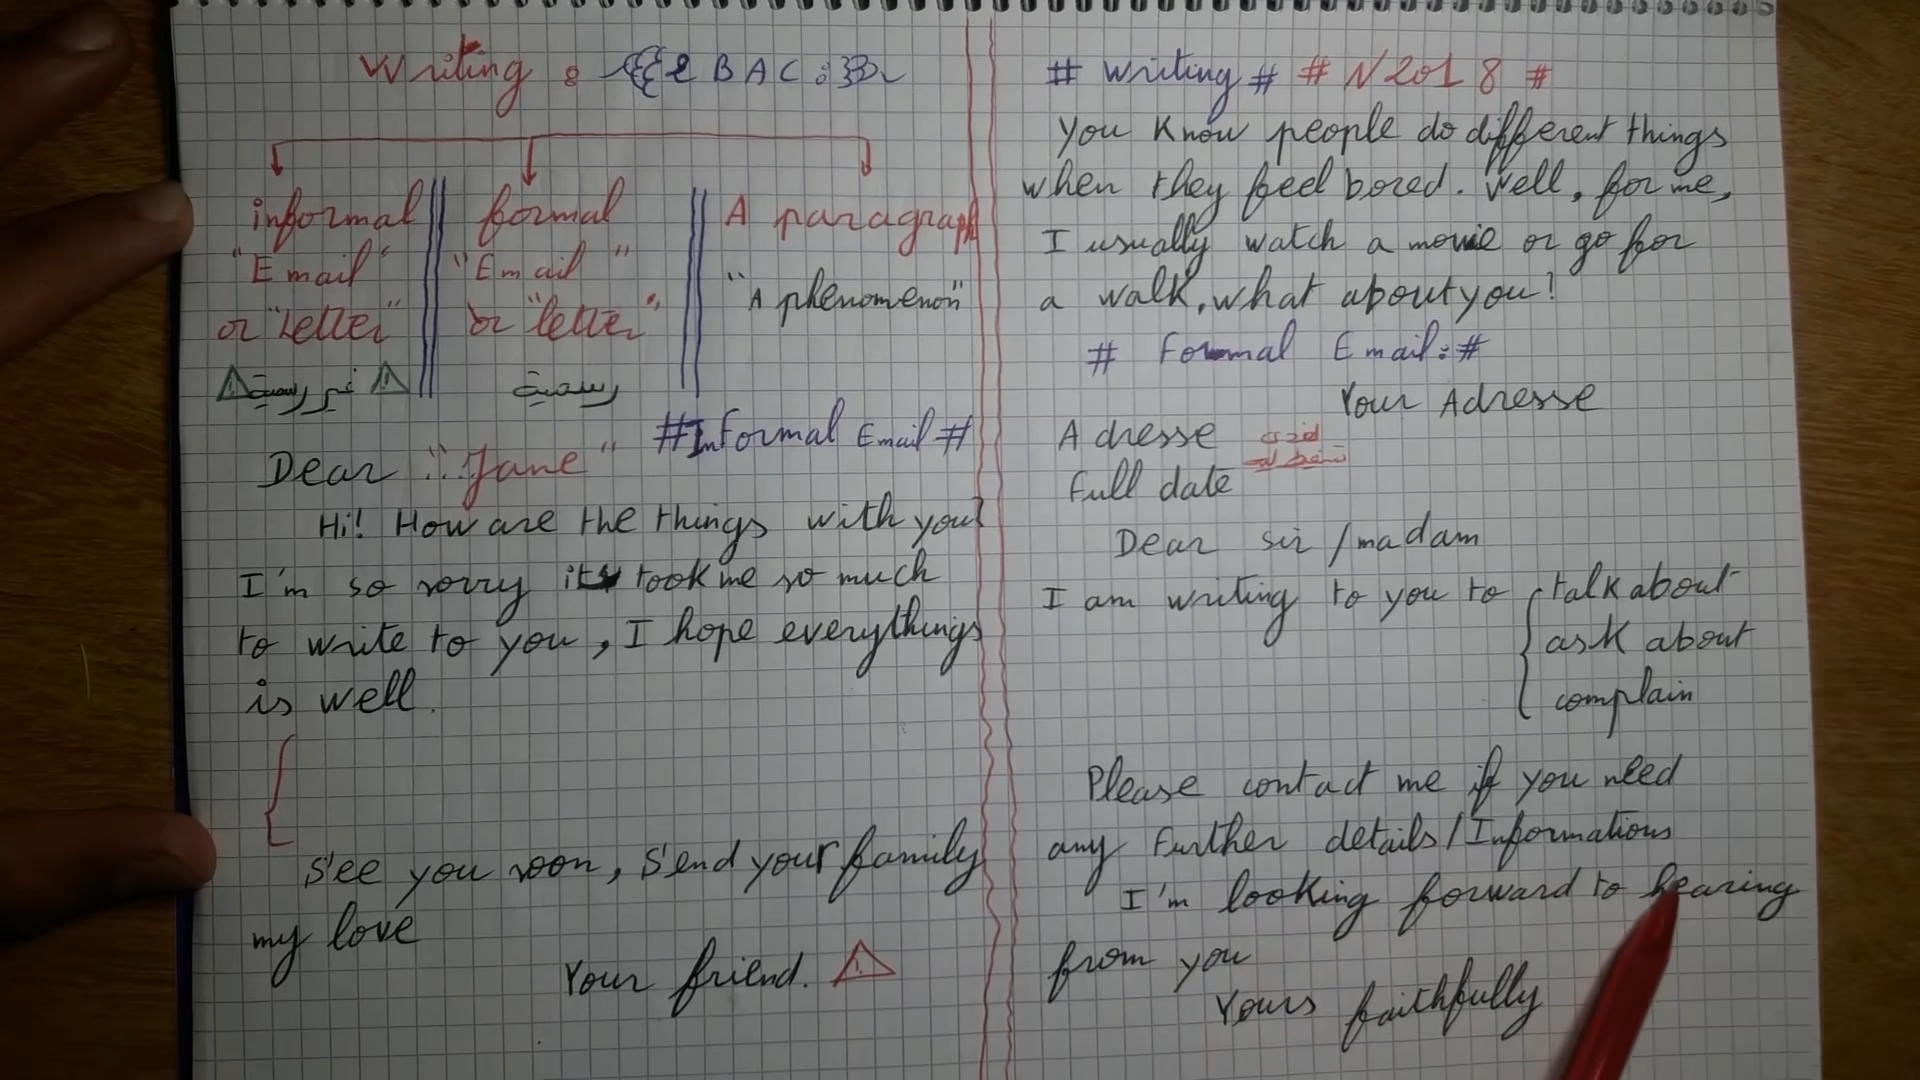 Writing : 2 BAC :
informal
"Email"
or "letter"
غير رسمية
formal
"Email"
or "letter"
رسمية
A paragraph
"A phenomenon"
#Informal Email #
Dear "Jane"
Hi! How are the things with you?
I'm so sorry it took me so much
to write to you, I hope everythings
is well.
See you soon, Send your family
my love
Your friend.
# Writing # # N2018 #
You Know people do different things
when they feel bored. Well, for me,
I usually watch a movie or go for
a walk, what about you!
# Formal Email: #
Your Adresse
Adresse
Full date
Dear sir / madam
I am writing to you to talk about
ask about
complain
Please contact me if you need
any Further details / Informations
I'm looking forward to hearing
from you
Yours faithfully